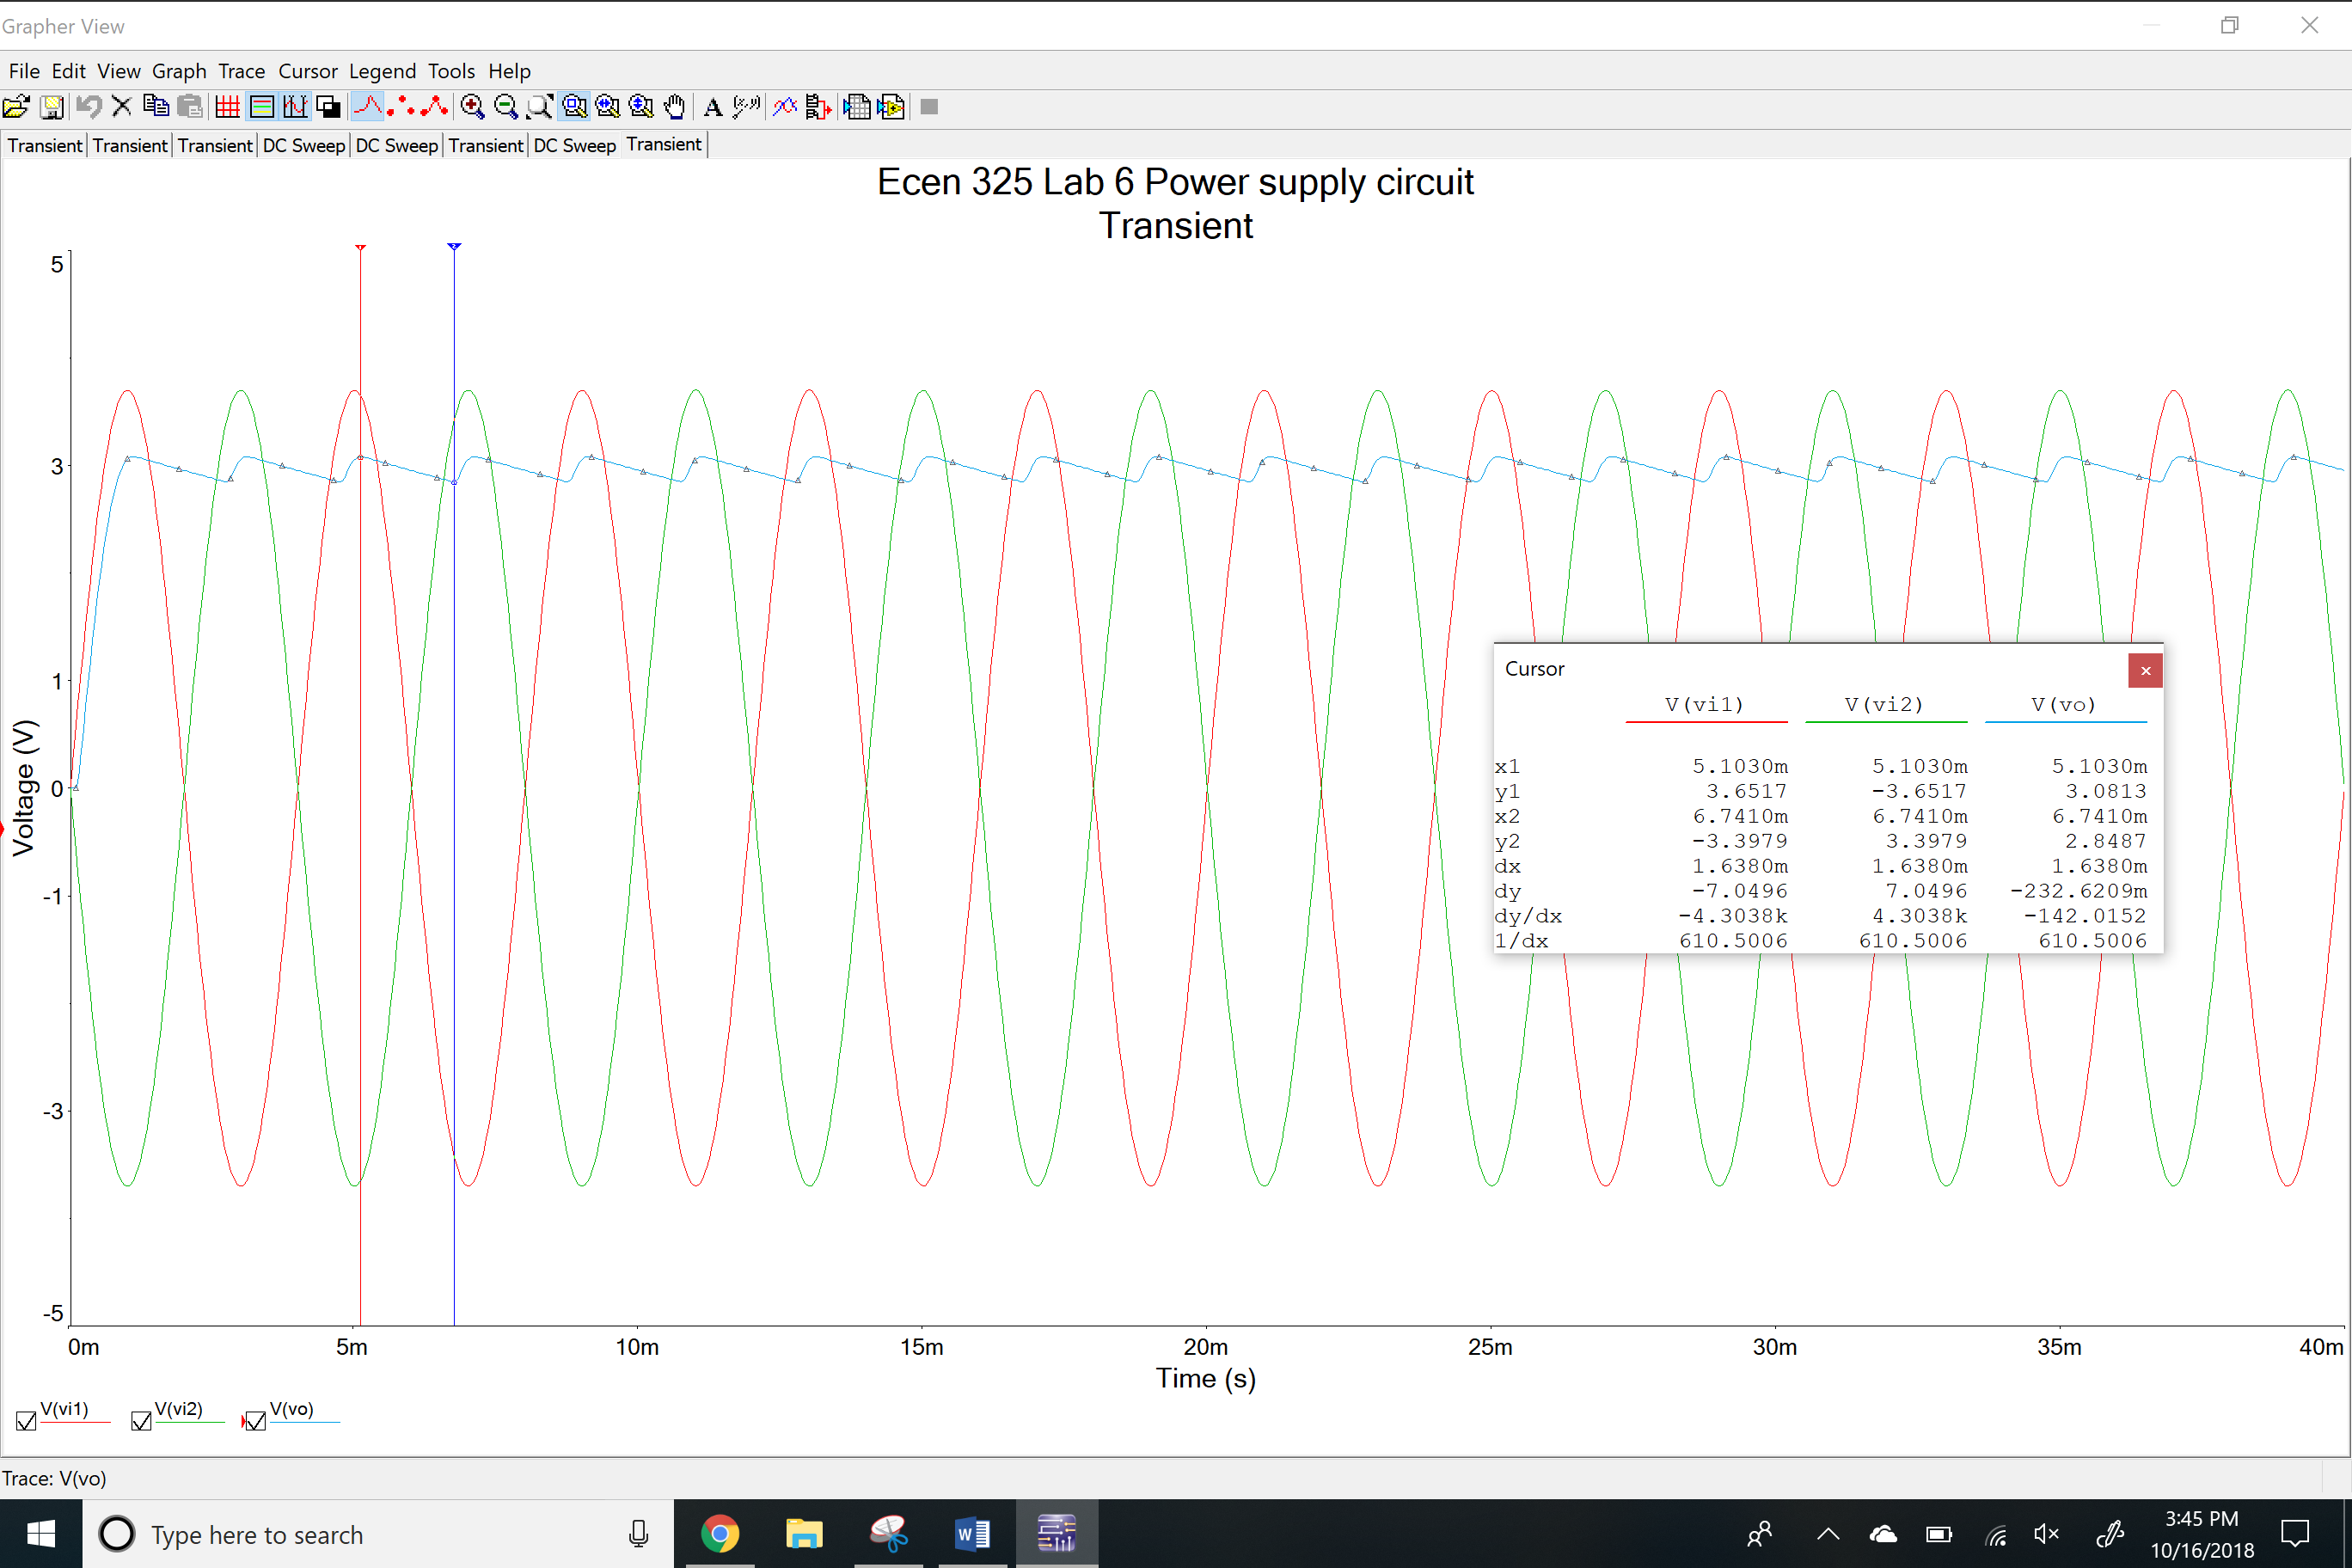 Grapher View
File Edit View Graph Trace Cursor Legend Tools Help
A (x,y)
Transient Transient Transient DC Sweep DC Sweep Transient DC Sweep Transient
Ecen 325 Lab 6 Power supply circuit
Transient
5
3
1
0
-1
-3
-5
Voltage (V)
0m 5m 10m 15m 20m 25m 30m 35m 40m
Time (s)
Cursor x
V(vi1) V(vi2) V(vo)
x1 5.1030m 5.1030m 5.1030m
y1 3.6517 -3.6517 3.0813
x2 6.7410m 6.7410m 6.7410m
y2 -3.3979 3.3979 2.8487
dx 1.6380m 1.6380m 1.6380m
dy -7.0496 7.0496 -232.6209m
dy/dx -4.3038k 4.3038k -142.0152
1/dx 610.5006 610.5006 610.5006
V(vi1) V(vi2) V(vo)
Trace: V(vo)
Type here to search
W
3:45 PM
10/16/2018